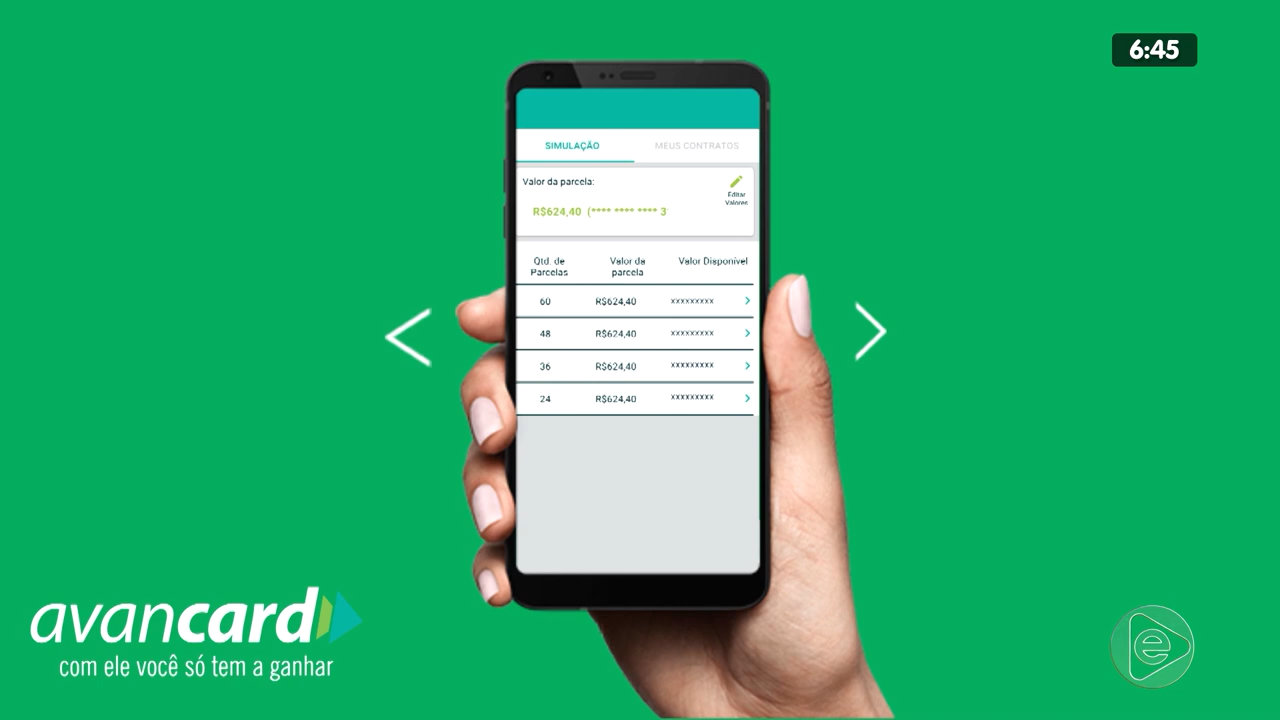 6:45
SIMULAÇÃO MEUS CONTRATOS
Valor da parcela:
Editar
Valores
R$624,40 (**** **** **** 3
Qtd. de Parcelas Valor da parcela Valor Disponível
60 R$624,40 xxxxxxxxx
48 R$624,40 xxxxxxxxx
36 R$624,40 xxxxxxxxx
24 R$624,40 xxxxxxxxx
avancard
com ele você só tem a ganhar
e